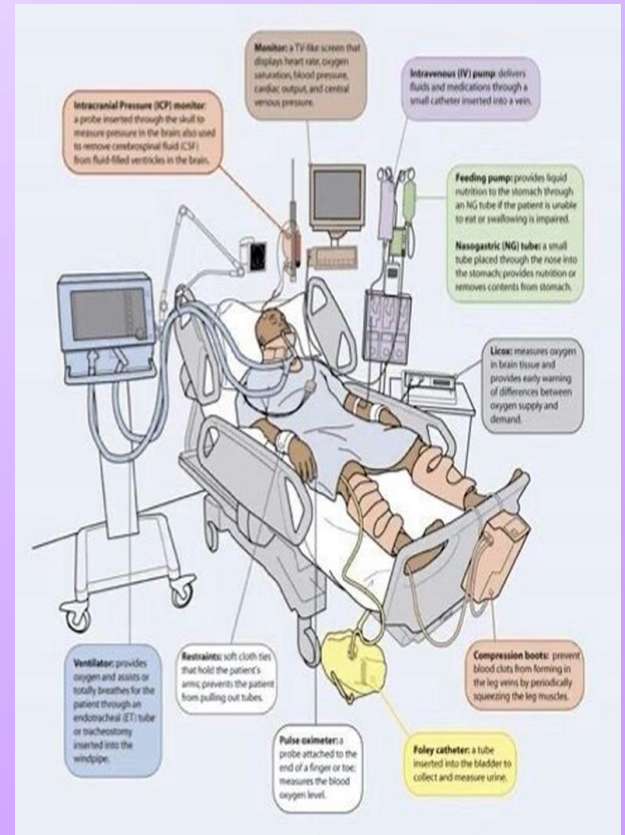 Monitor: a TV-like screen that
displays heart rate, oxygen
saturation, blood pressure,
cardiac output, and central
venous pressure.
Intravenous (IV) pump: delivers
fluids and medications through a
small catheter inserted into a vein.
Intracranial Pressure (ICP) monitor:
a probe inserted through the skull to
measure pressure in the brain also used
to remove cerebrospinal fluid (CSF)
from fluid-filled ventricles in the brain.
Feeding pump: provides liquid
nutrition to the stomach through
an NG tube if the patient is unable
to eat or swallowing is impaired.
Nasogastric (NG) tube: a small
tube placed through the nose into
the stomach; provides nutrition or
removes contents from stomach.
Licox: measures oxygen
in brain tissue and
provides early warning
of differences between
oxygen supply and
demand.
Ventilator: provides
oxygen and assists or
totally breathes for the
patient through an
endotracheal (ET) tube
or tracheostomy
inserted into the
windpipe.
Restraints: soft cloth ties
that hold the patient's
arms; prevents the patient
from pulling out tubes.
Pulse oximeter: a
probe attached to the
end of a finger or toe;
measures the blood
oxygen level.
Foley catheter: a tube
inserted into the bladder to
collect and measure urine.
Compression boots: prevent
blood clots from forming in
the leg veins by periodically
squeezing the leg muscles.